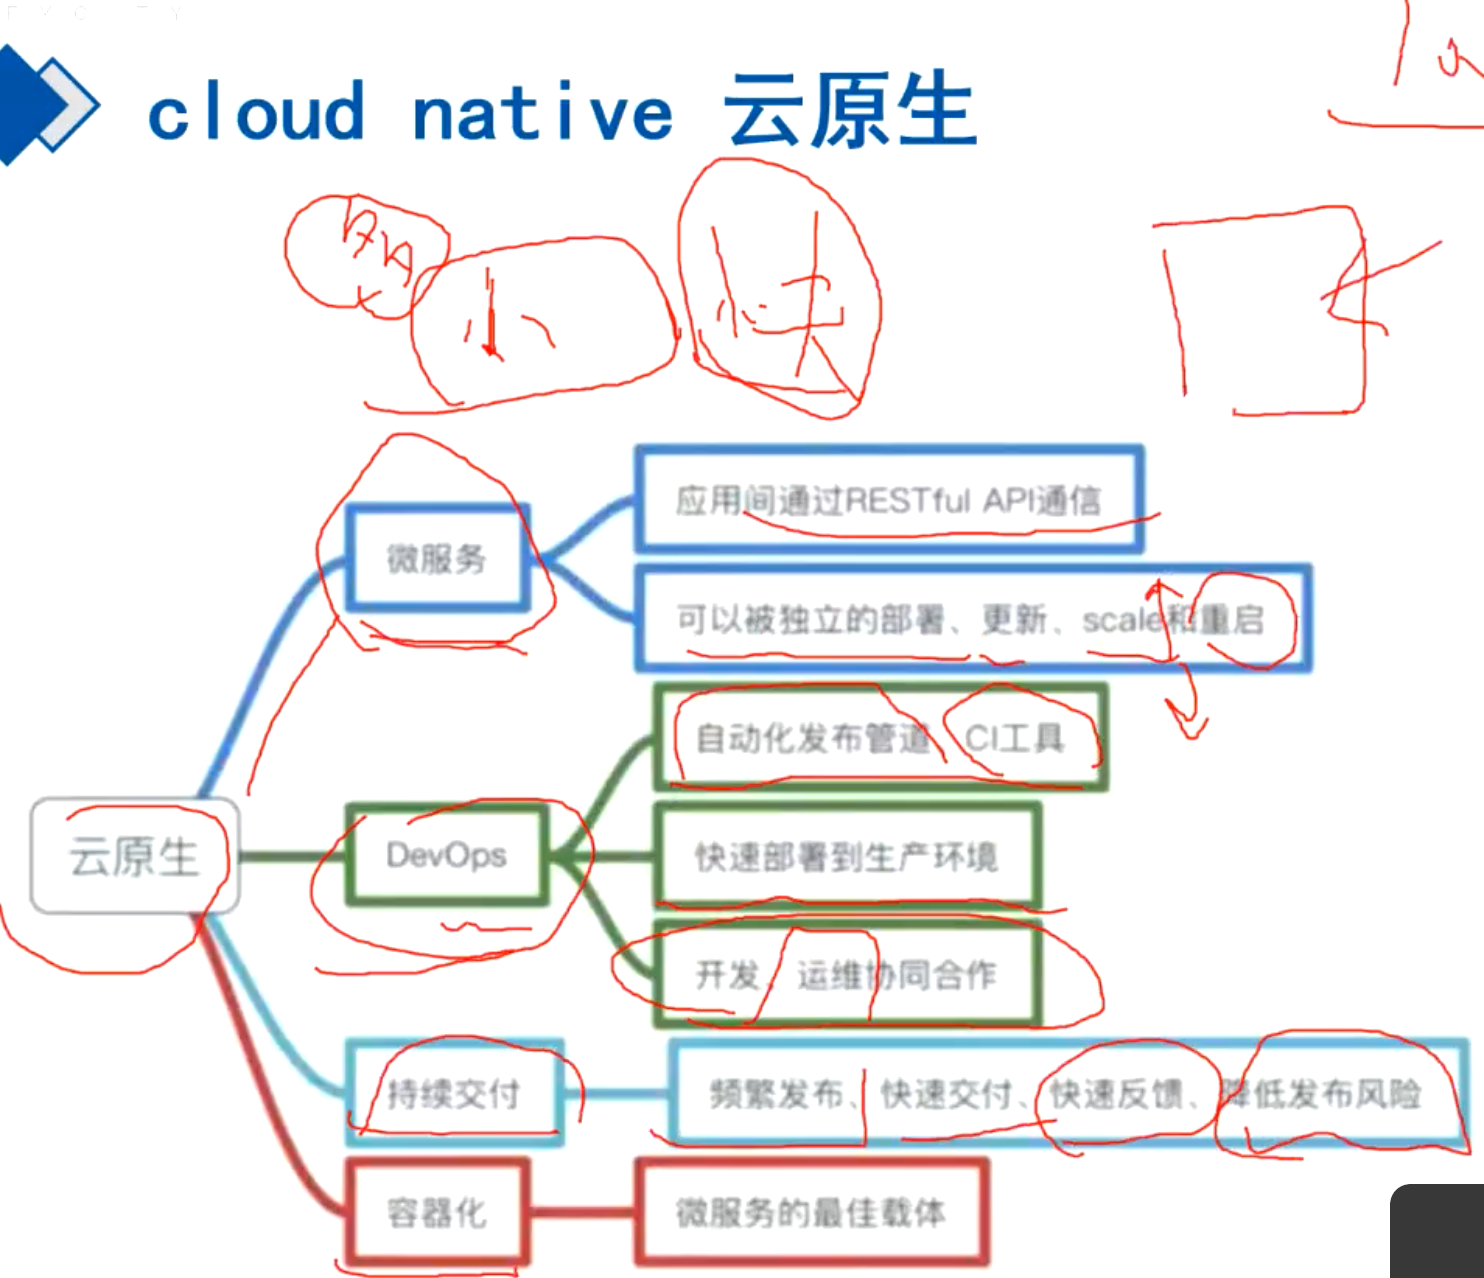 cloud native 云原生
小 快
应用间通过RESTful API通信
微服务
可以被独立的部署、更新、scale和重启
自动化发布管道 CI工具
云原生
DevOps
快速部署到生产环境
开发、运维协同合作
持续交付
频繁发布、快速交付、快速反馈、降低发布风险
容器化
微服务的最佳载体